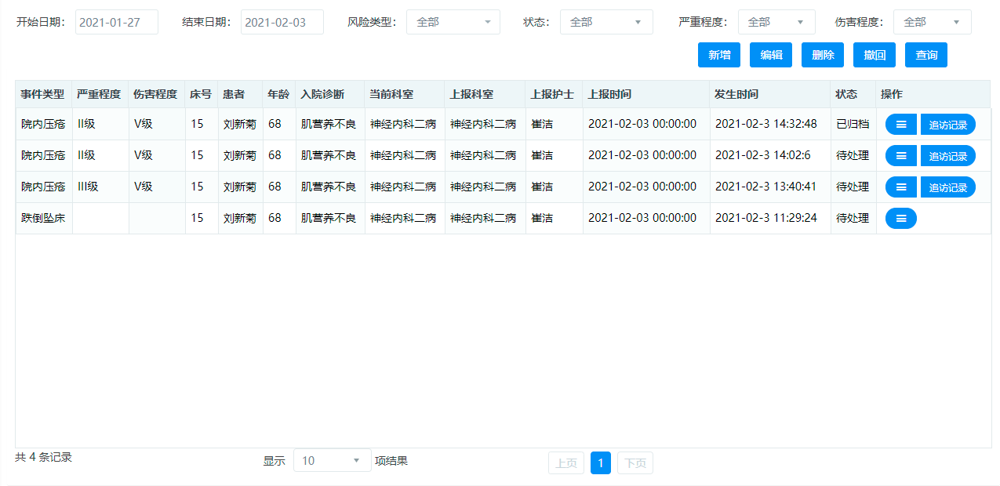 开始日期： 2021-01-27 结束日期： 2021-02-03 风险类型： 全部 状态： 全部 严重程度： 全部 伤害程度： 全部
新增 编辑 删除 撤回 查询
事件类型 严重程度 伤害程度 床号 患者 年龄 入院诊断 当前科室 上报科室 上报护士 上报时间 发生时间 状态 操作
院内压疮 II级 V级 15 刘新菊 68 肌营养不良 神经内科二病 神经内科二病 崔洁 2021-02-03 00:00:00 2021-02-3 14:32:48 已归档 追访记录
院内压疮 II级 V级 15 刘新菊 68 肌营养不良 神经内科二病 神经内科二病 崔洁 2021-02-03 00:00:00 2021-02-3 14:02:6 待处理 追访记录
院内压疮 III级 V级 15 刘新菊 68 肌营养不良 神经内科二病 神经内科二病 崔洁 2021-02-03 00:00:00 2021-02-3 13:40:41 待处理 追访记录
跌倒坠床 15 刘新菊 68 肌营养不良 神经内科二病 神经内科二病 崔洁 2021-02-03 00:00:00 2021-02-3 11:29:24 待处理
共 4 条记录 显示 10 项结果 上页 1 下页